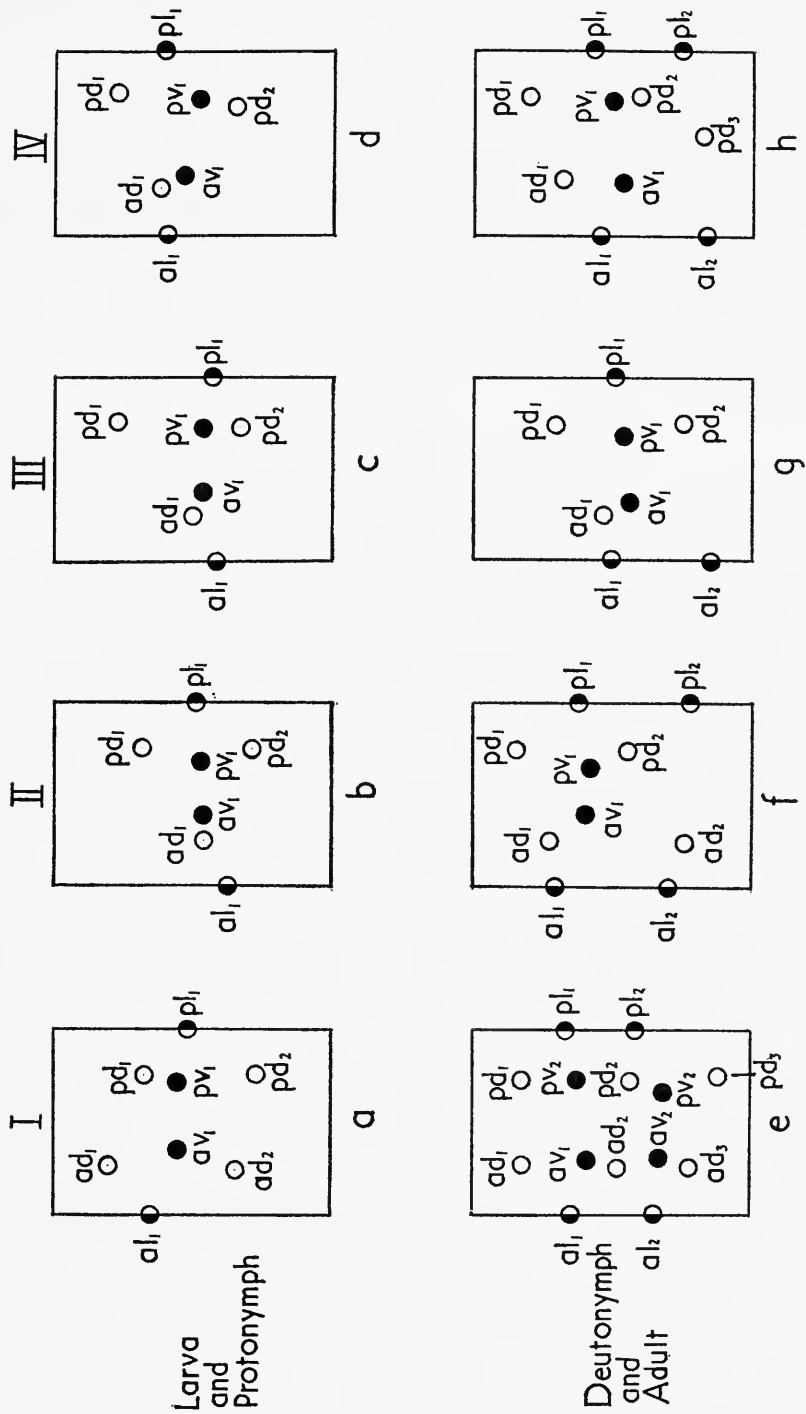 I
II
III
IV
Larva
and
Protonymph
ad₁
pd₁
pl₁
al₁
av₁
pv₁
ad₂
pd₂
a
pd₁
pl₁
ad₁
av₁
pv₁
al₁
pd₂
b
pd₁
pl₁
ad₁
av₁
pv₁
al₁
pd₂
c
pd₁
pl₁
ad₁
al₁
av₁
pv₁
pd₂
d
Deutonymph
and
Adult
ad₁
pd₁
pl₁
al₁
av₁
pv₂
ad₂
pd₂
pl₂
al₂
av₂
pv₂
ad₃
pd₃
e
pd₁
ad₁
pl₁
al₁
av₁
pv₁
pd₂
al₂
ad₂
pl₂
f
pd₁
ad₁
pl₁
al₁
av₁
pv₁
pd₂
al₂
g
pd₁
ad₁
pl₁
al₁
av₁
pv₁
pd₂
pl₂
al₂
pd₃
h